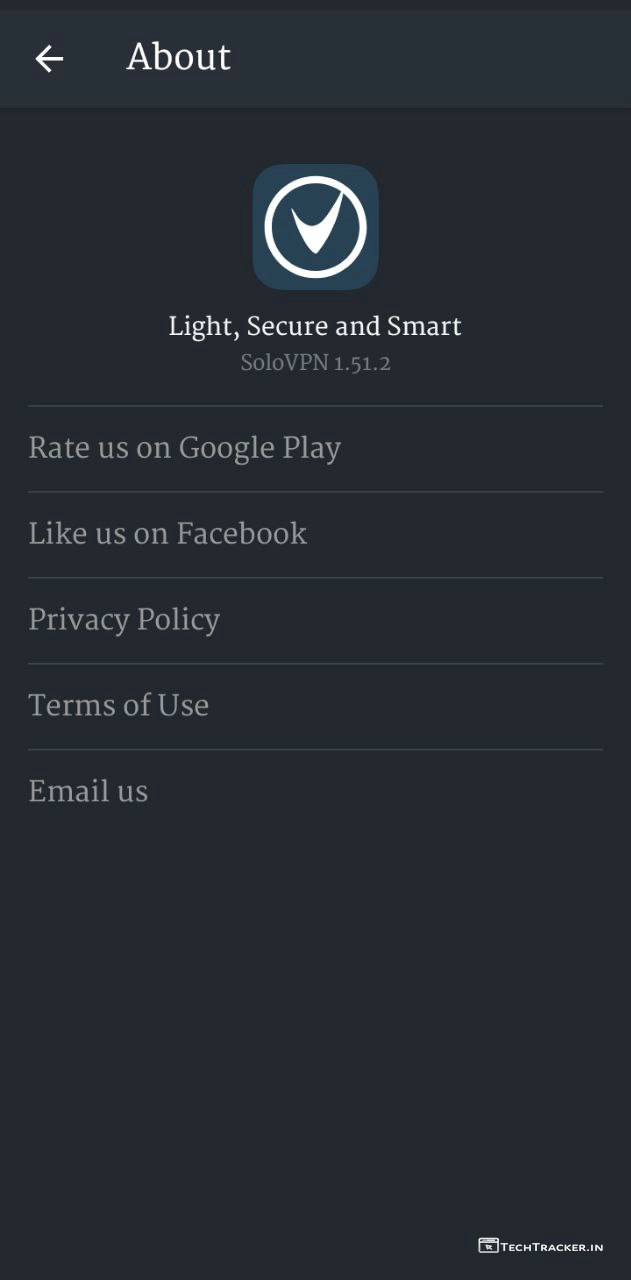 About
Light, Secure and Smart
SoloVPN 1.51.2
Rate us on Google Play
Like us on Facebook
Privacy Policy
Terms of Use
Email us
TechTracker.in